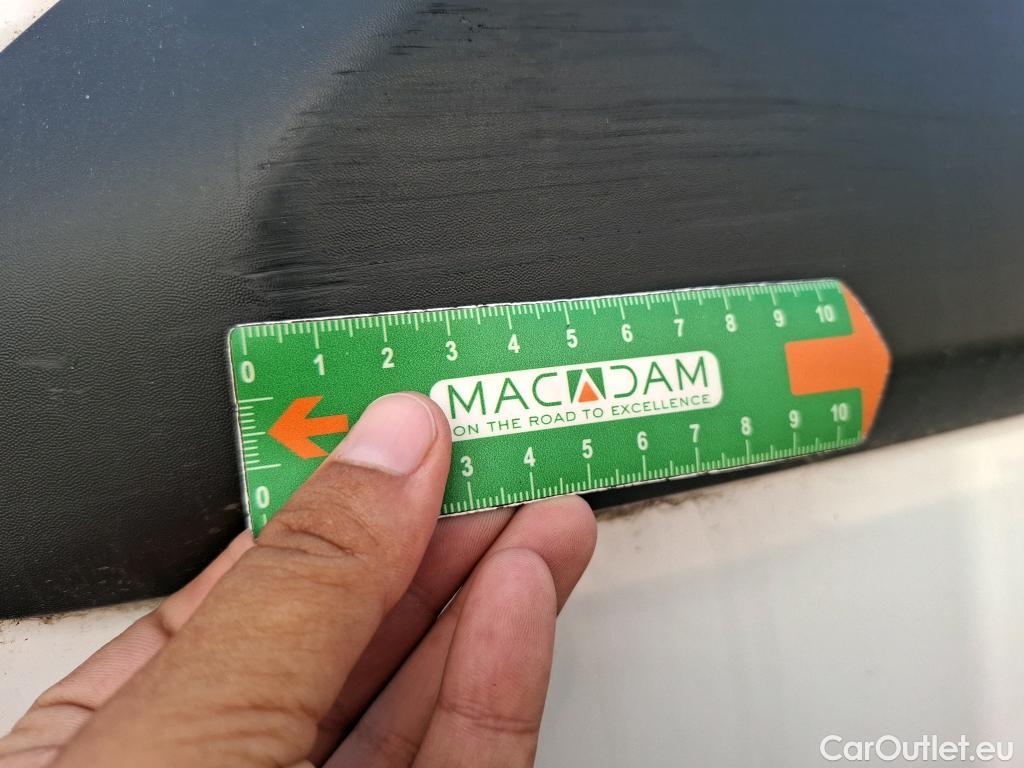 0 1 2 3 4 5 6 7 8 9 10
MACADAM
ON THE ROAD TO EXCELLENCE
0 3 4 5 6 7 8 9 10
CarOutlet.eu